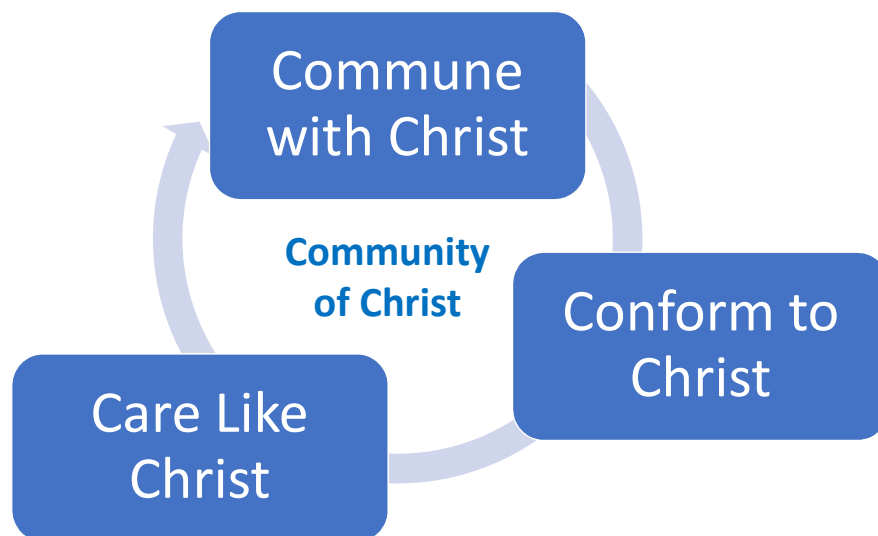 Commune
with Christ
Community
of Christ
Conform to
Christ
Care Like
Christ